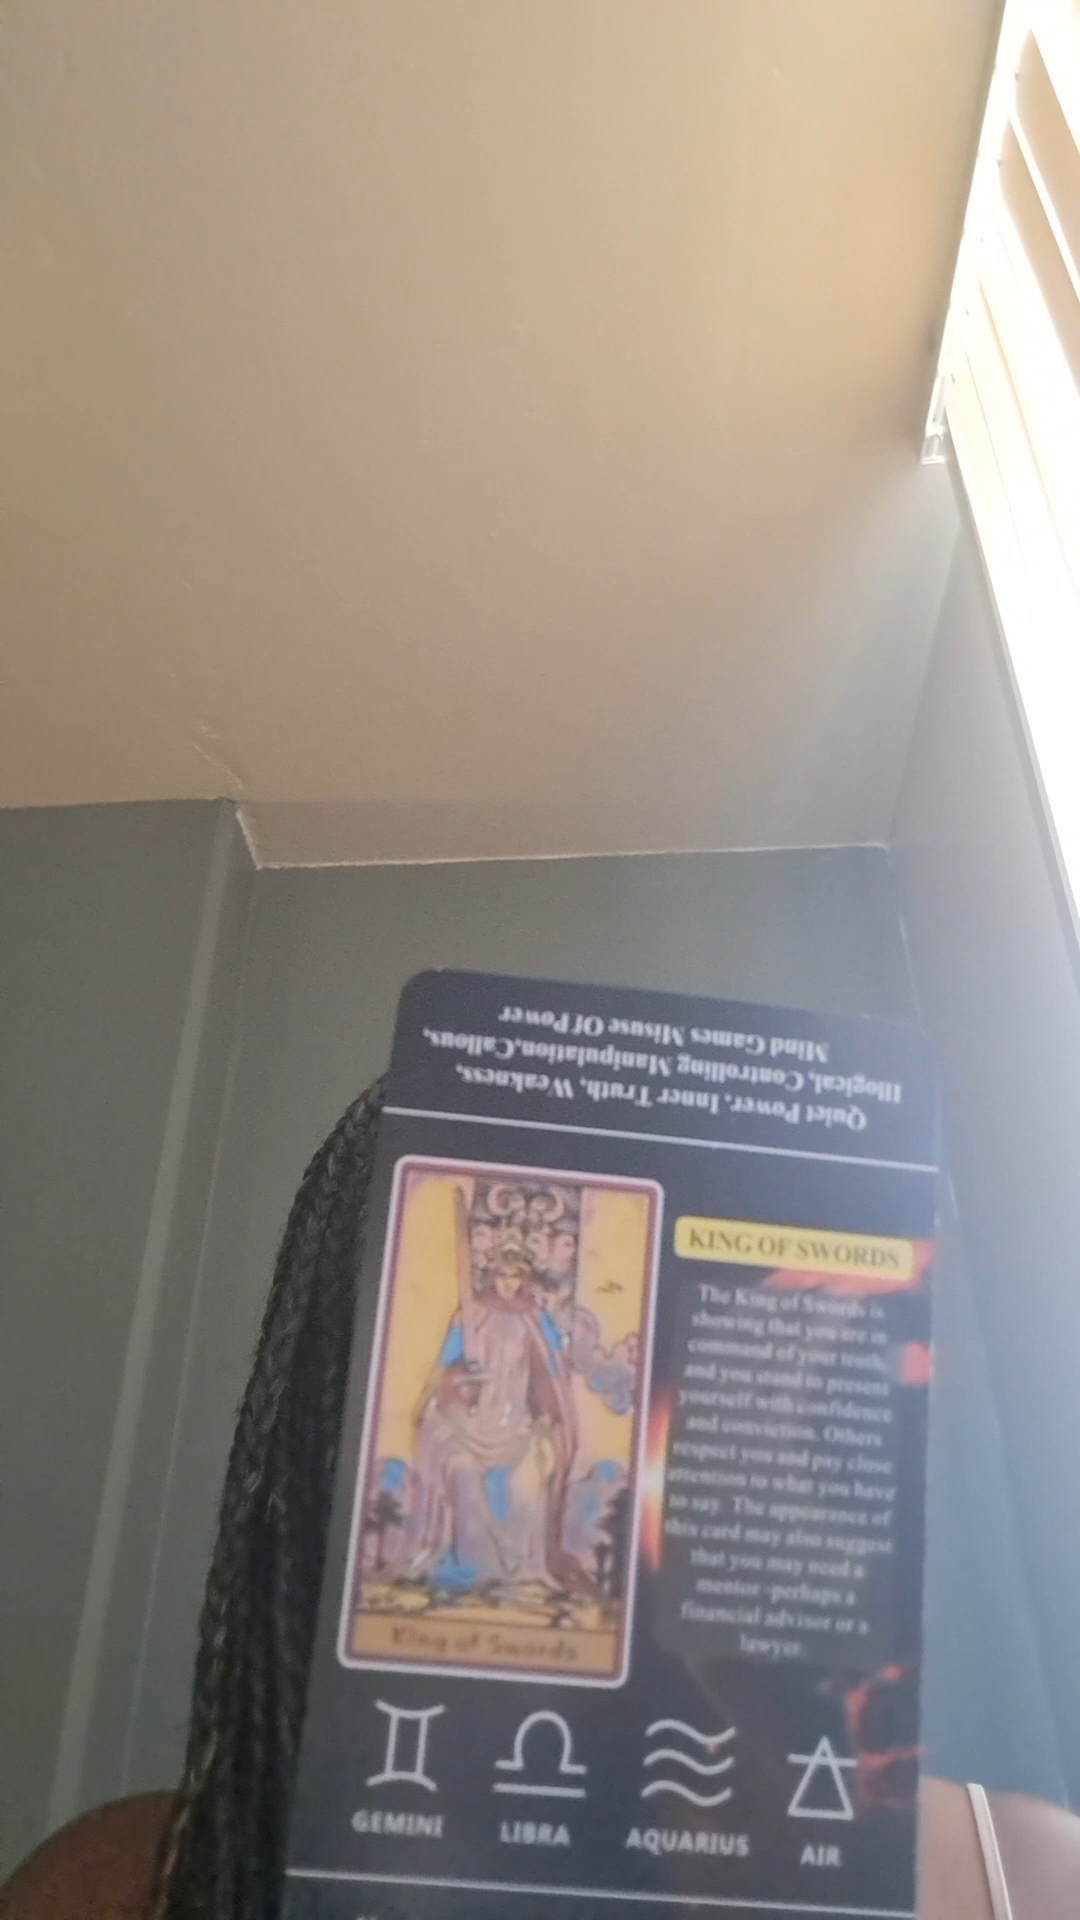 Quiet Power, Inner Truth, Weakness,
Illogical, Controlling Manipulation,Callous,
Mind Games Misuse Of Power
KING OF SWORDS
The King of Swords is
showing that you are in
command of your truth,
and you stand to present
yourself with confidence
and conviction. Others
respect you and pay close
attention to what you have
to say. The appearance of
this card may also suggest
that you may need a
mentor -perhaps a
financial advisor or a
lawyer.
King of Swords
GEMINI
LIBRA
AQUARIUS
AIR